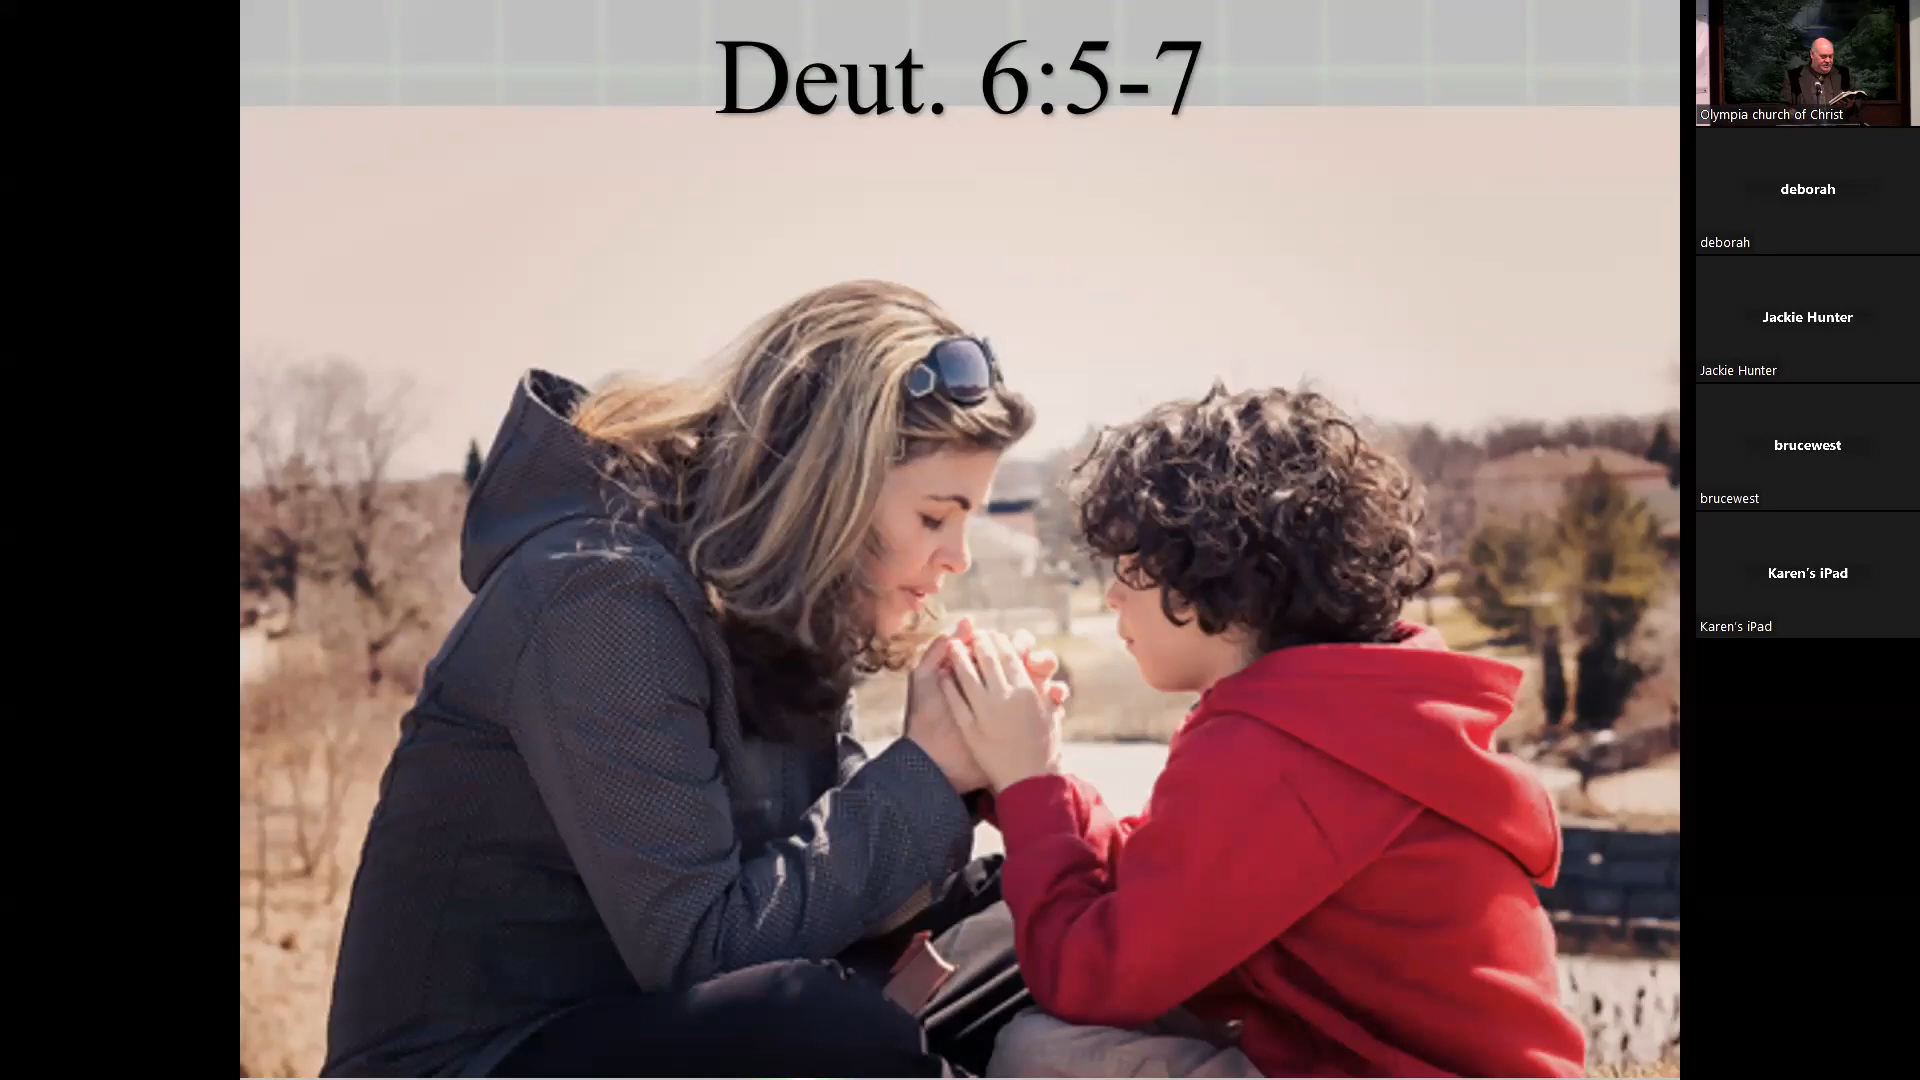 Deut. 6:5-7
Olympia church of Christ
deborah
deborah
Jackie Hunter
Jackie Hunter
brucewest
brucewest
Karen's iPad
Karen's iPad